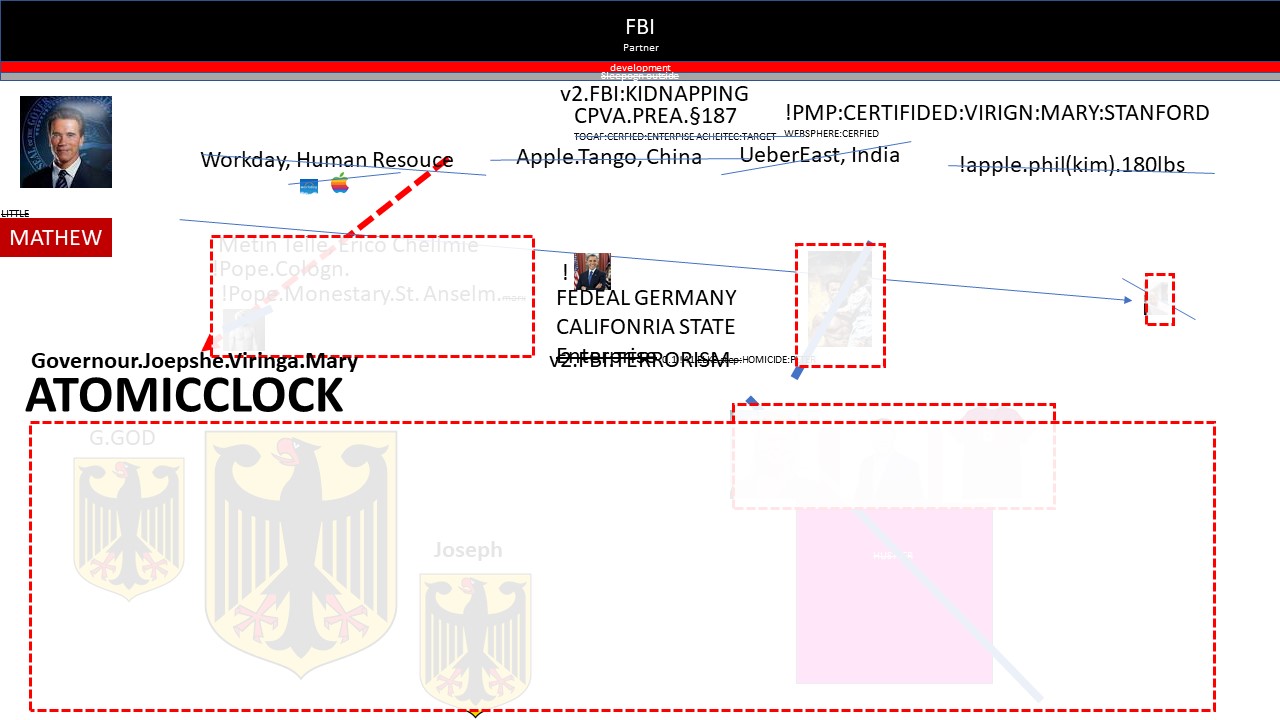 FBI
Partner
development
Sleepogn outside
v2.FBI:KIDNAPPING
CPVA.PREA.§187
!PMP:CERTIFIDED:VIRIGN:MARY:STANFORD
TOGAF:CERFIED:ENTERPISE ACHEITEC:TARGET
WEBSPHERE:CERFIED
Workday, Human Resouce
Apple.Tango, China
UeberEast, India
!apple.phil(kim).180lbs
LITTLE
MATHEW
Metin Telle, Erico Chellmie
!Pope.Cologn.
!Pope.Monestary.St. Anselm.
!
FEDEAL GERMANY
CALIFONRIA STATE
Enterprise
v2.FBI:TERRORISM
HOMICIDE:
Governour.Joepshe.Viringa.Mary
ATOMICCLOCK
G.GOD
Joseph